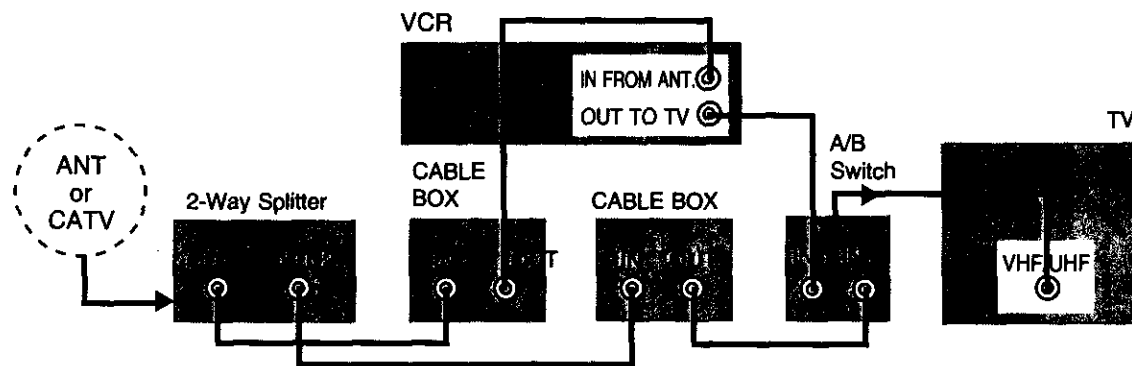 VCR
IN FROM ANT.
OUT TO TV
TV
A/B
Switch
ANT
or
CATV
CABLE
BOX
2-Way Splitter
CABLE BOX
VHF/UHF